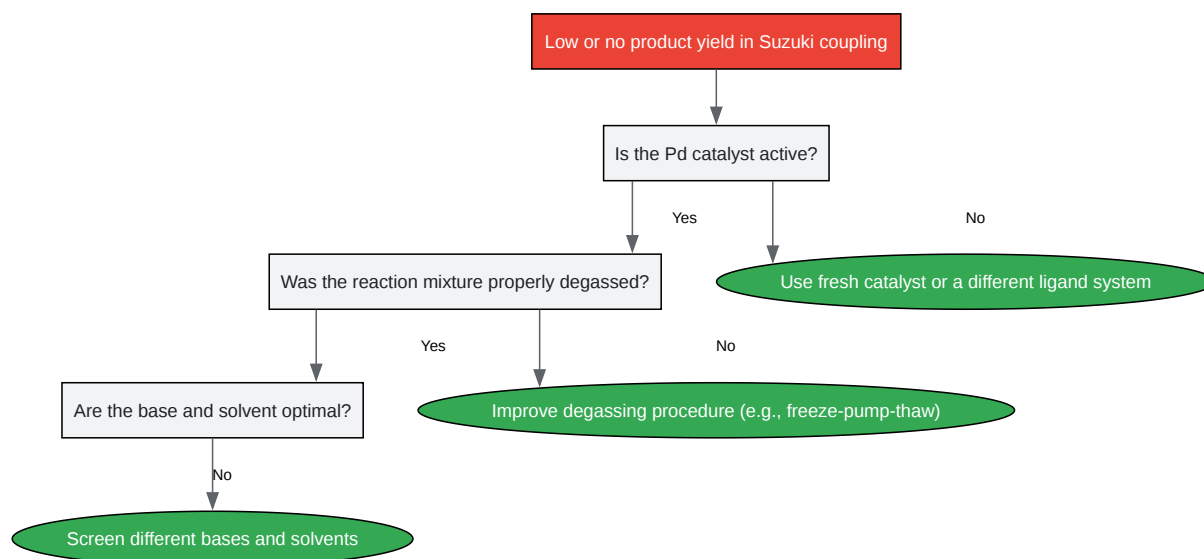 Low or no product yield in Suzuki coupling
Is the Pd catalyst active?
Yes
No
Was the reaction mixture properly degassed?
Use fresh catalyst or a different ligand system
Yes
No
Are the base and solvent optimal?
Improve degassing procedure (e.g., freeze-pump-thaw)
No
Screen different bases and solvents